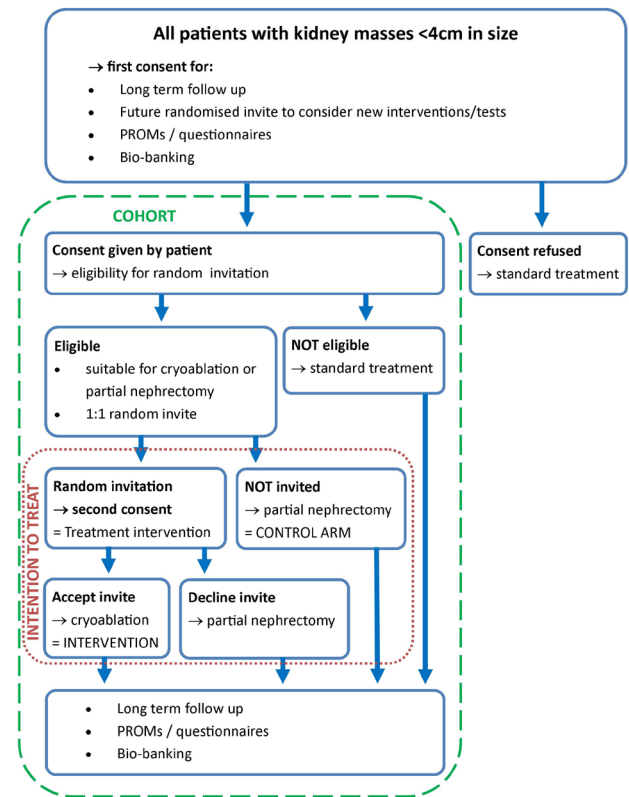 All patients with kidney masses <4cm in size
→ first consent for:
• Long term follow up
• Future randomised invite to consider new interventions/tests
• PROMs / questionnaires
• Bio-banking
COHORT
Consent given by patient
→ eligibility for random invitation
Consent refused
→ standard treatment
Eligible
• suitable for cryoablation or
partial nephrectomy
• 1:1 random invite
NOT eligible
→ standard treatment
INTENTION TO TREAT
Random invitation
→ second consent
= Treatment intervention
NOT invited
→ partial nephrectomy
= CONTROL ARM
Accept invite
→ cryoablation
= INTERVENTION
Decline invite
→ partial nephrectomy
• Long term follow up
• PROMs / questionnaires
• Bio-banking